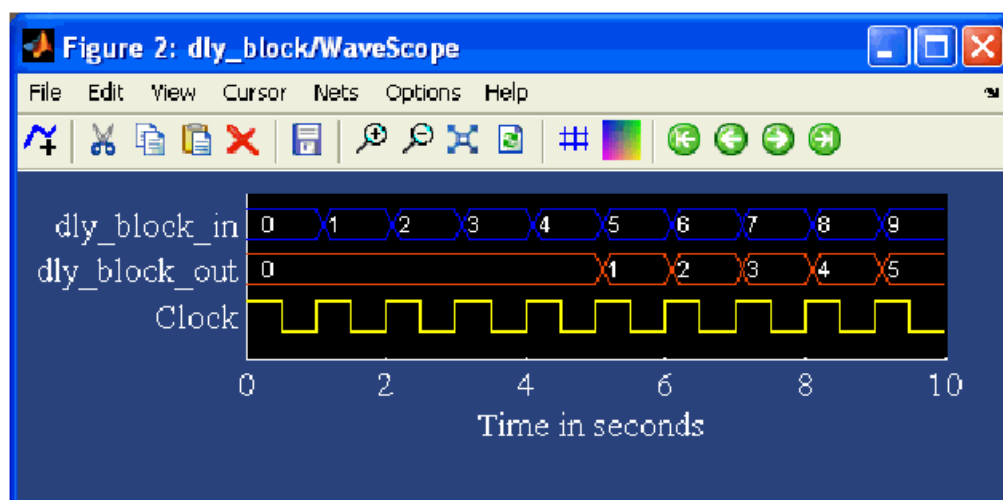 Figure 2: dly_block/WaveScope
File Edit View Cursor Nets Options Help
dly_block_in 0 1 2 3 4 5 6 7 8 9
dly_block_out 0 1 2 3 4 5
Clock
0 2 4 6 8 10
Time in seconds